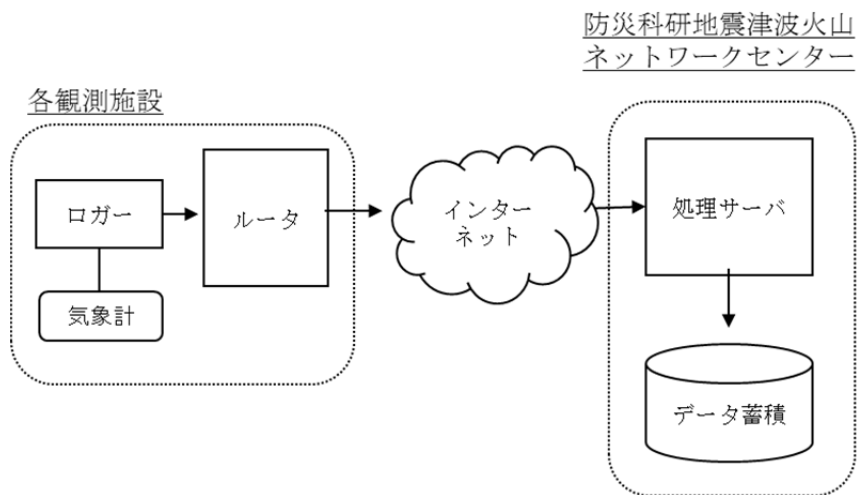 防災科研地震津波火山
ネットワークセンター
各観測施設
ロガー
ルータ
インター
ネット
処理サーバ
気象計
データ蓄積